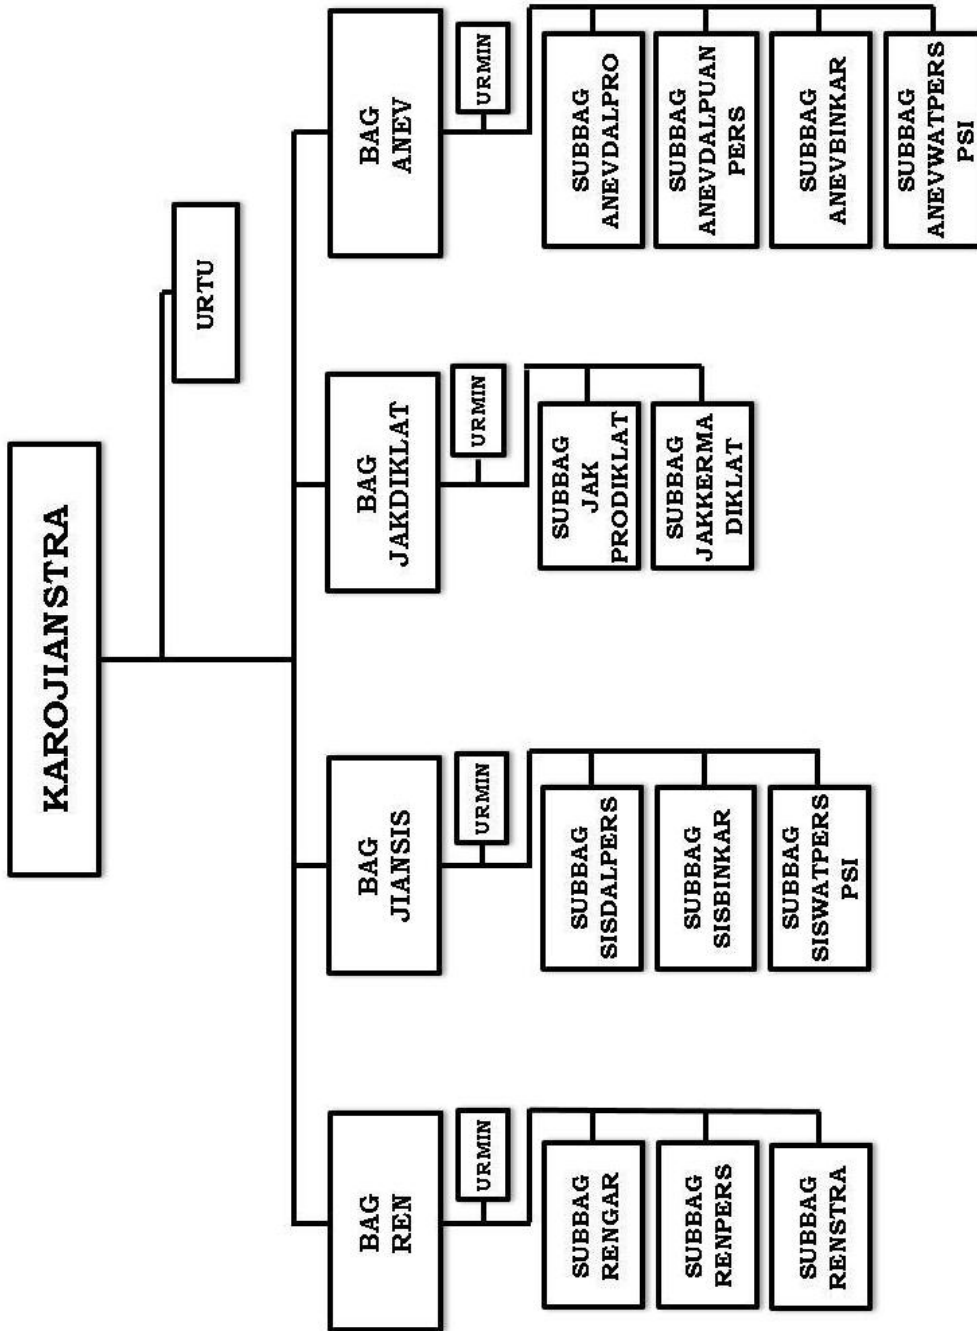 KAROJIANSTRA
URTU
BAG
REN
URMIN
SUBBAG
RENGAR
SUBBAG
RENPERS
SUBBAG
RENSTRA
BAG
JIANSIS
URMIN
SUBBAG
SISDALPERS
SUBBAG
SISBINKAR
SUBBAG
SISWATPERS
PSI
BAG
JAKDIKLAT
URMIN
SUBBAG
JAK
PRODIKLAT
SUBBAG
JAKKERMA
DIKLAT
BAG
ANEV
URMIN
SUBBAG
ANEVDALPRO
SUBBAG
ANEVDALPUAN
PERS
SUBBAG
ANEVBINKAR
SUBBAG
ANEVWATPERS
PSI